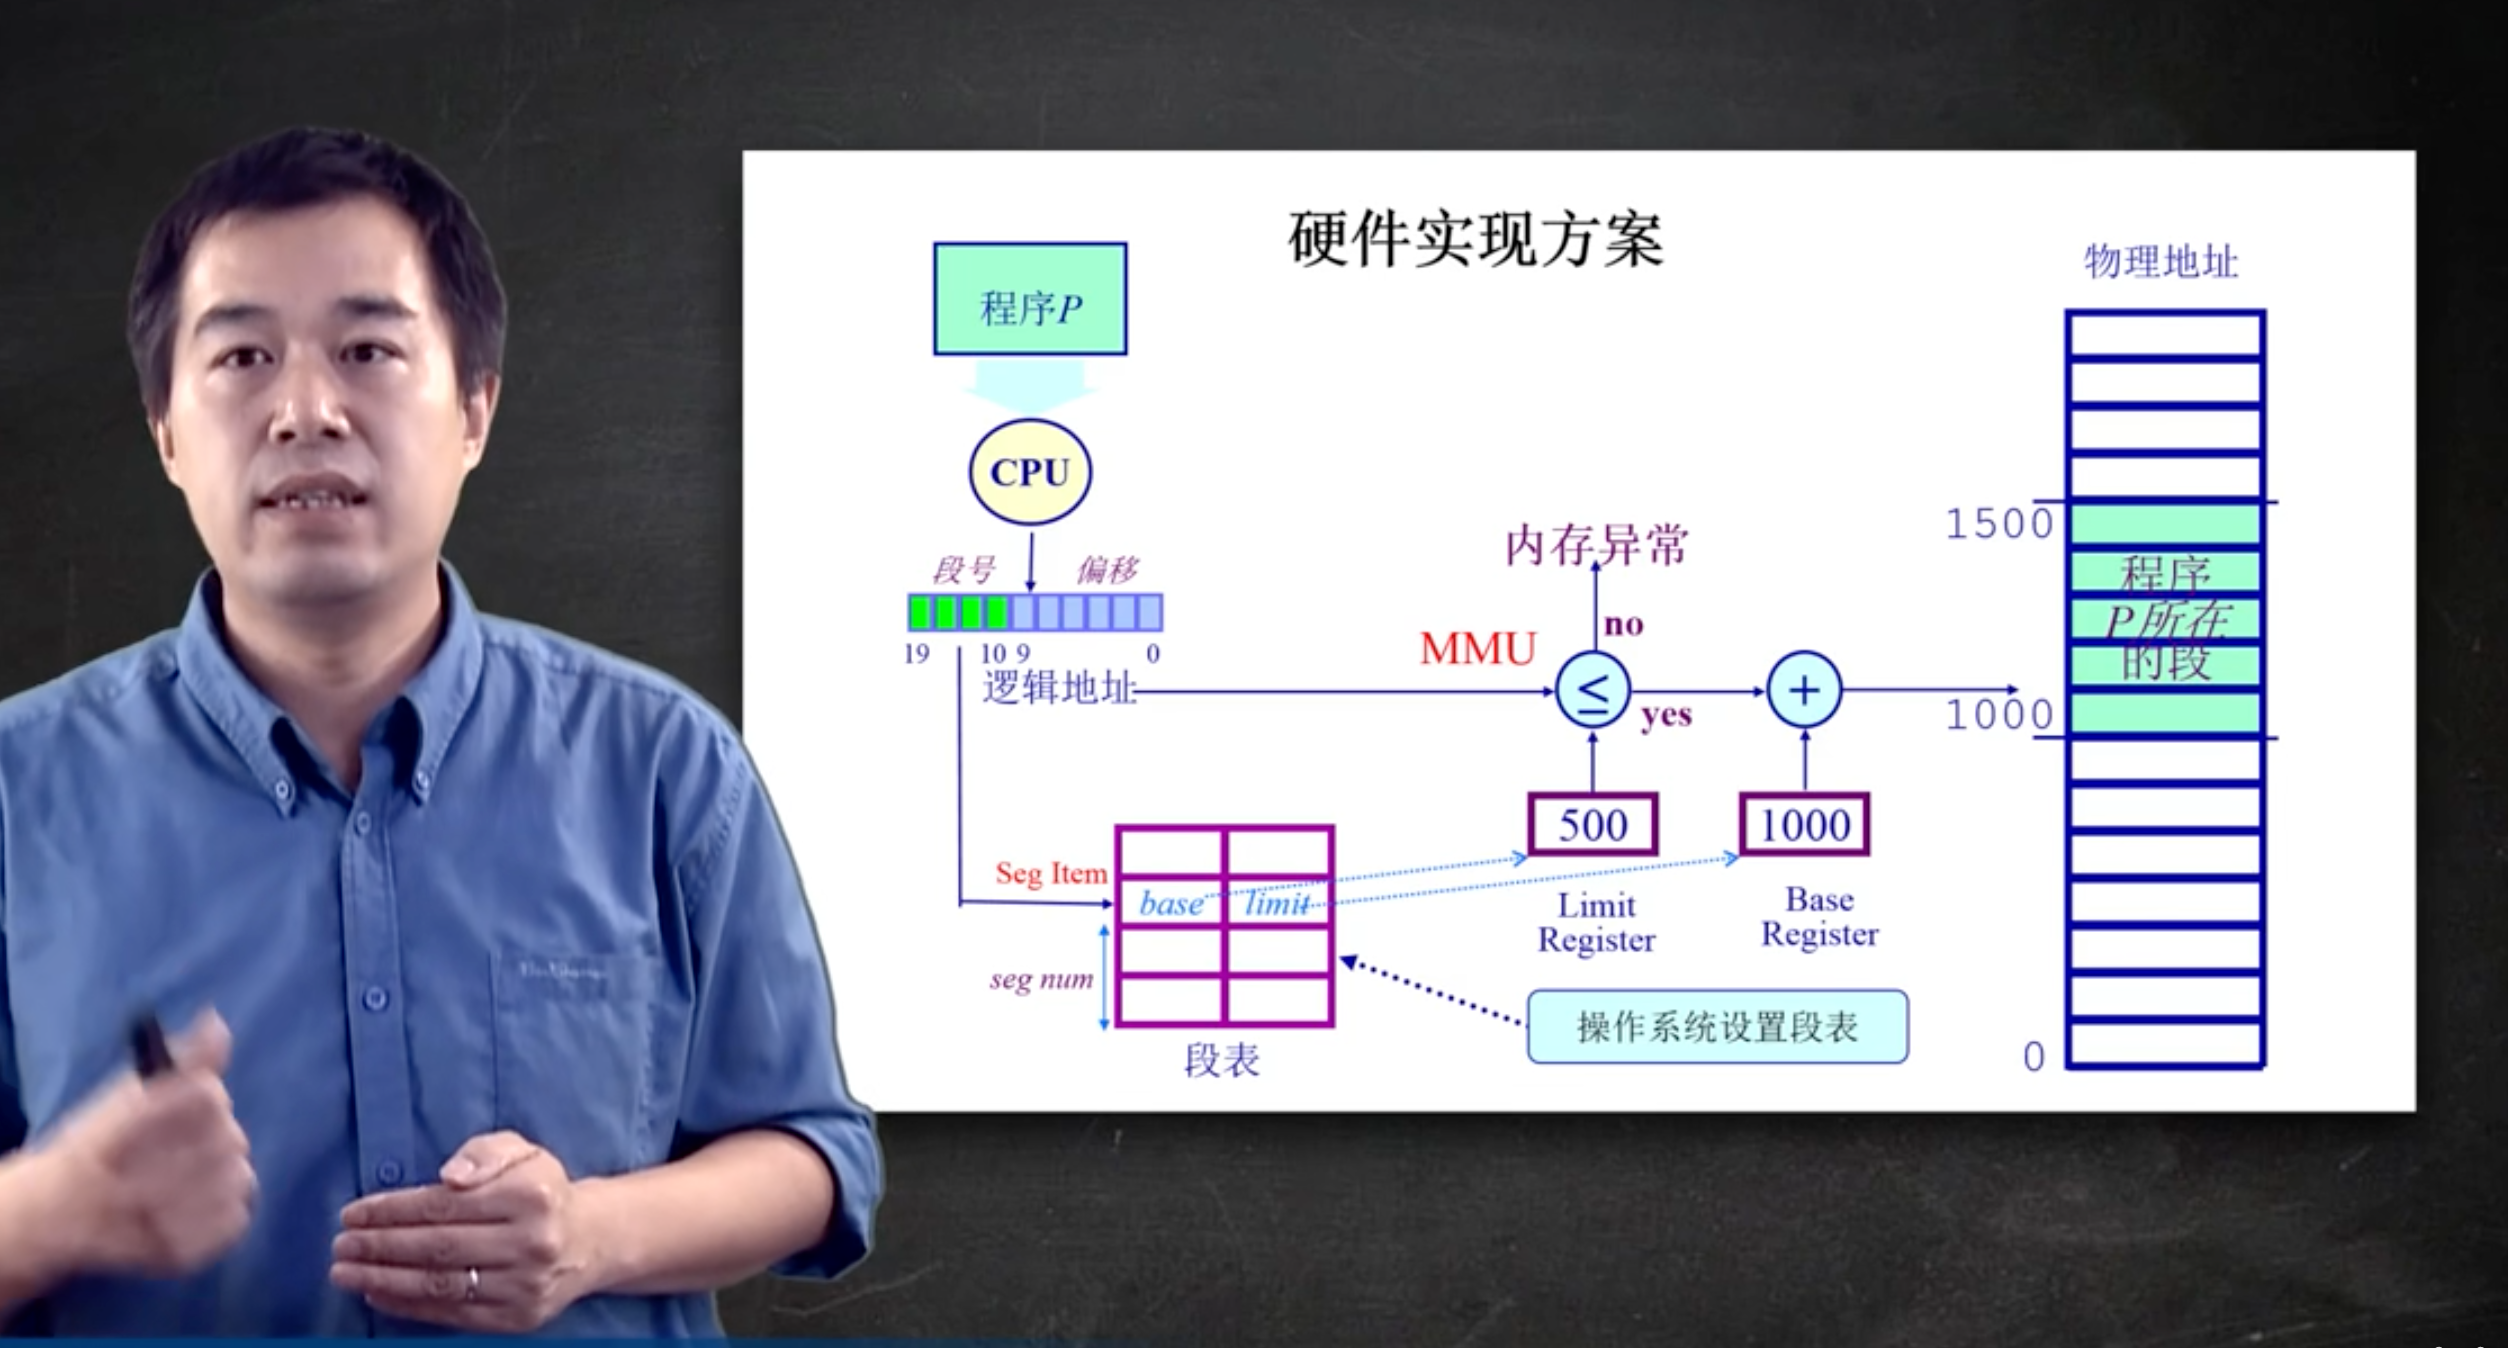 硬件实现方案
程序P
CPU
段号
偏移
19
10
9
0
逻辑地址
MMU
内存异常
no
≤
yes
+
500
1000
Limit
Register
Base
Register
Seg Item
base
limit
seg num
段表
操作系统设置段表
物理地址
1500
程序
P所在
的段
1000
0